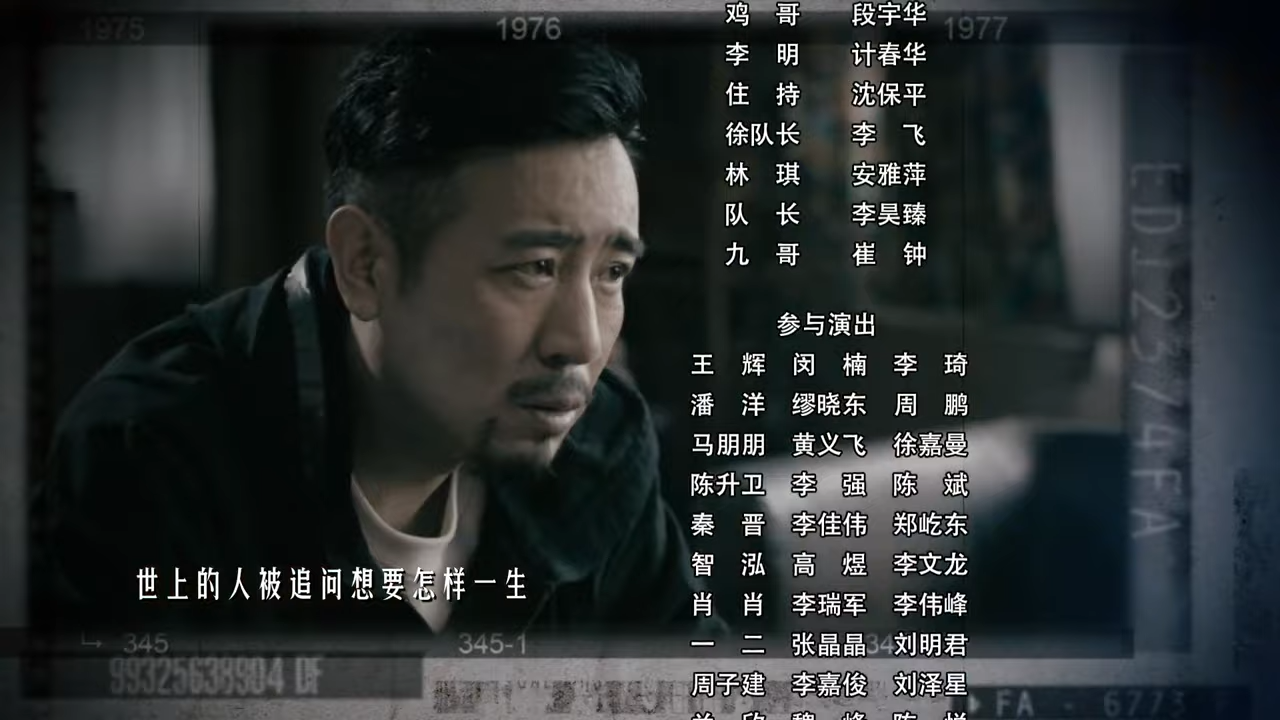 1975
1976
1977
鸡 哥 段宇华
李 明 计春华
住 持 沈保平
徐队长 李 飞
林 琪 安雅萍
队 长 李昊臻
九 哥 崔 钟
参与演出
王 辉 闵 楠 李 琦
潘 洋 缪晓东 周 鹏
马朋朋 黄义飞 徐嘉曼
陈升卫 李 强 陈 斌
秦 晋 李佳伟 郑屹东
智 泓 高 煜 李文龙
肖 肖 李瑞军 李伟峰
一 二 张晶晶 刘明君
周子建 李嘉俊 刘泽星
世上的人被追问想要怎样一生
345
345-1
34
99325638904 DF
FA - 6773
ED12374FA